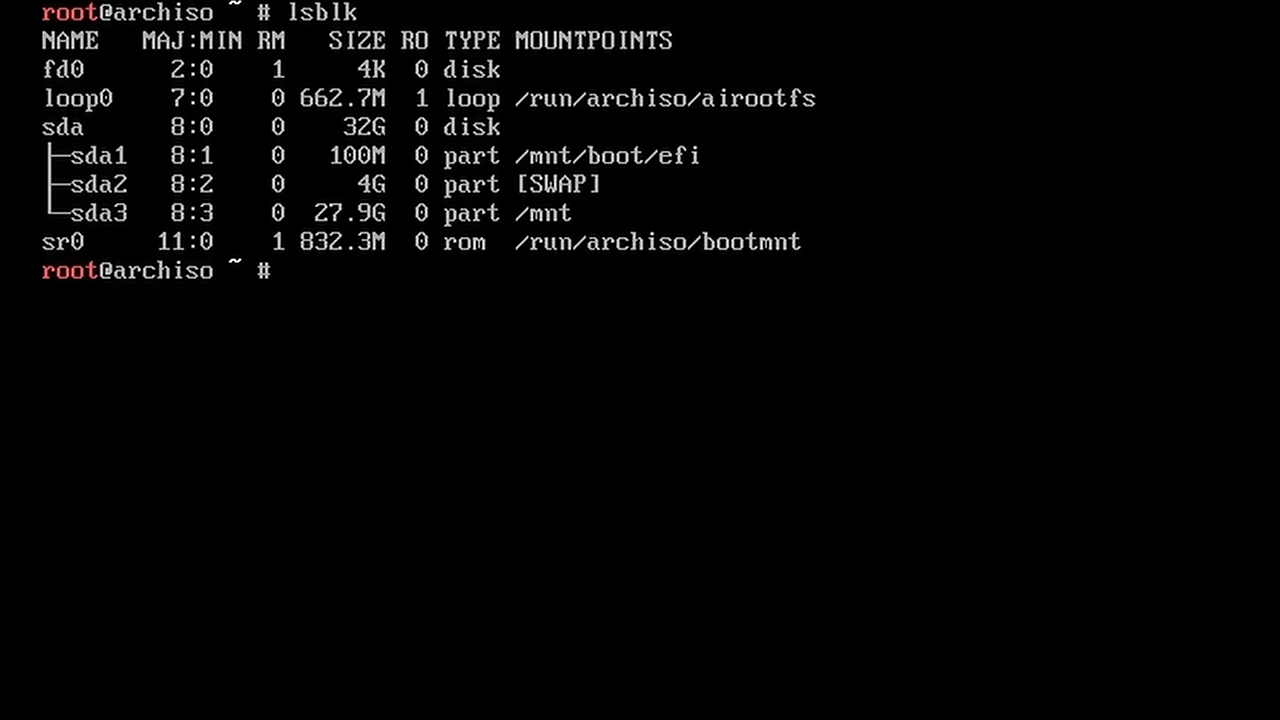 root@archiso ~ # lsblk
NAME   MAJ:MIN RM   SIZE RO TYPE MOUNTPOINTS
fd0      2:0    1     4K  0 disk
loop0    7:0    0 662.7M  1 loop /run/archiso/airootfs
sda      8:0    0    32G  0 disk
├─sda1   8:1    0   100M  0 part /mnt/boot/efi
├─sda2   8:2    0     4G  0 part [SWAP]
└─sda3   8:3    0  27.9G  0 part /mnt
sr0     11:0    1 832.3M  0 rom  /run/archiso/bootmnt
root@archiso ~ #